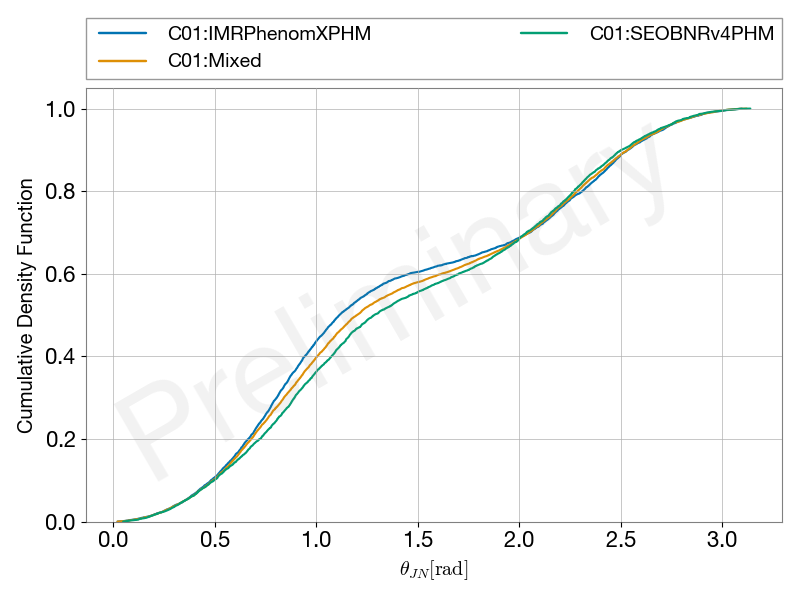 C01:IMRPhenomXPHM
C01:Mixed
C01:SEOBNRv4PHM
1.0
0.8
0.6
0.4
0.2
0.0
Cumulative Density Function
Preliminary
0.0 0.5 1.0 1.5 2.0 2.5 3.0
θ_JN[rad]